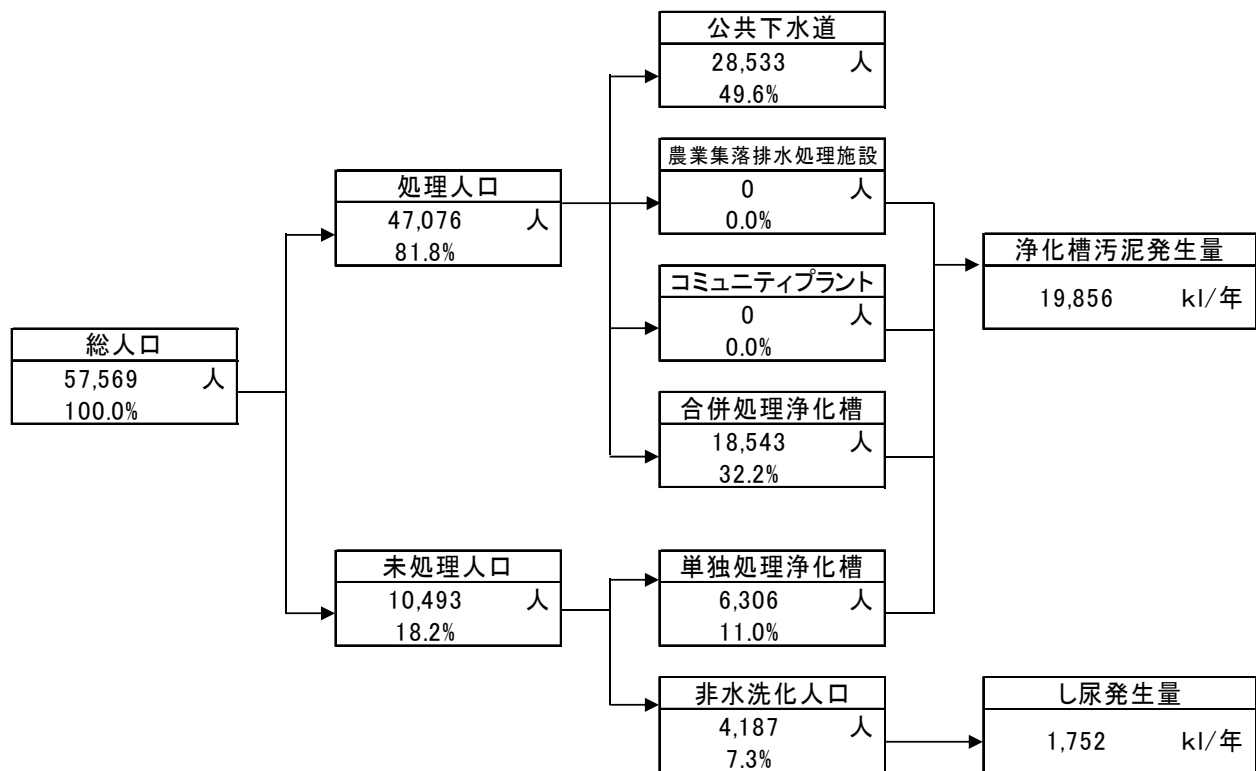 公共下水道
28,533 人
49.6%
農業集落排水処理施設
0 人
0.0%
処理人口
47,076 人
81.8%
浄化槽汚泥発生量
19,856 kl/年
コミュニティプラント
0 人
0.0%
総人口
57,569 人
100.0%
合併処理浄化槽
18,543 人
32.2%
未処理人口
10,493 人
18.2%
単独処理浄化槽
6,306 人
11.0%
非水洗化人口
4,187 人
7.3%
し尿発生量
1,752 kl/年